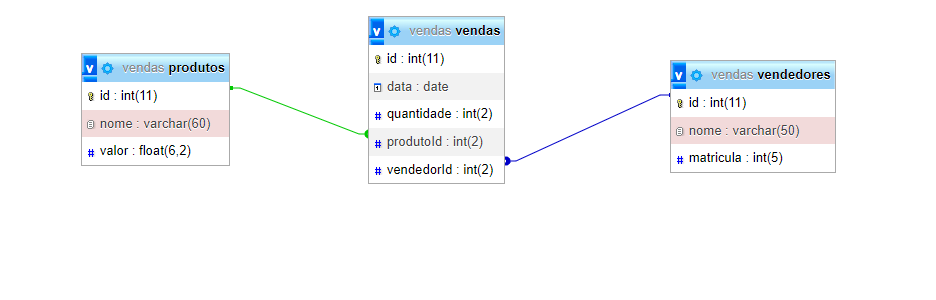 v vendas produtos
id : int(11)
nome : varchar(60)
# valor : float(6,2)
v vendas vendas
id : int(11)
data : date
# quantidade : int(2)
# produtoId : int(2)
# vendedorId : int(2)
v vendas vendedores
id : int(11)
nome : varchar(50)
# matricula : int(5)